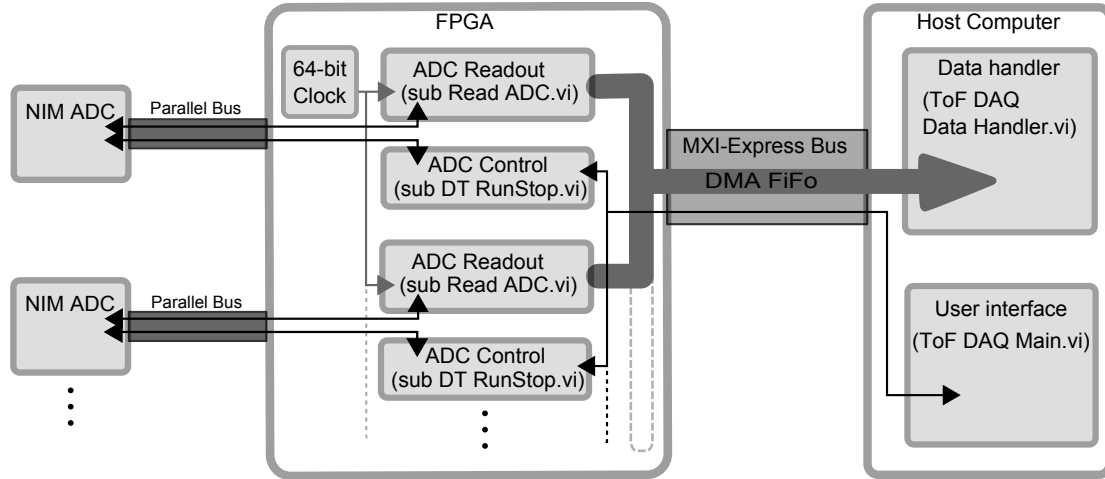 FPGA
Host Computer
64-bit
Clock
ADC Readout
(sub Read ADC.vi)
Data handler
(ToF DAQ
Data Handler.vi)
NIM ADC
Parallel Bus
MXI-Express Bus
ADC Control
(sub DT RunStop.vi)
DMA FiFo
ADC Readout
(sub Read ADC.vi)
NIM ADC
Parallel Bus
User interface
(ToF DAQ Main.vi)
ADC Control
(sub DT RunStop.vi)